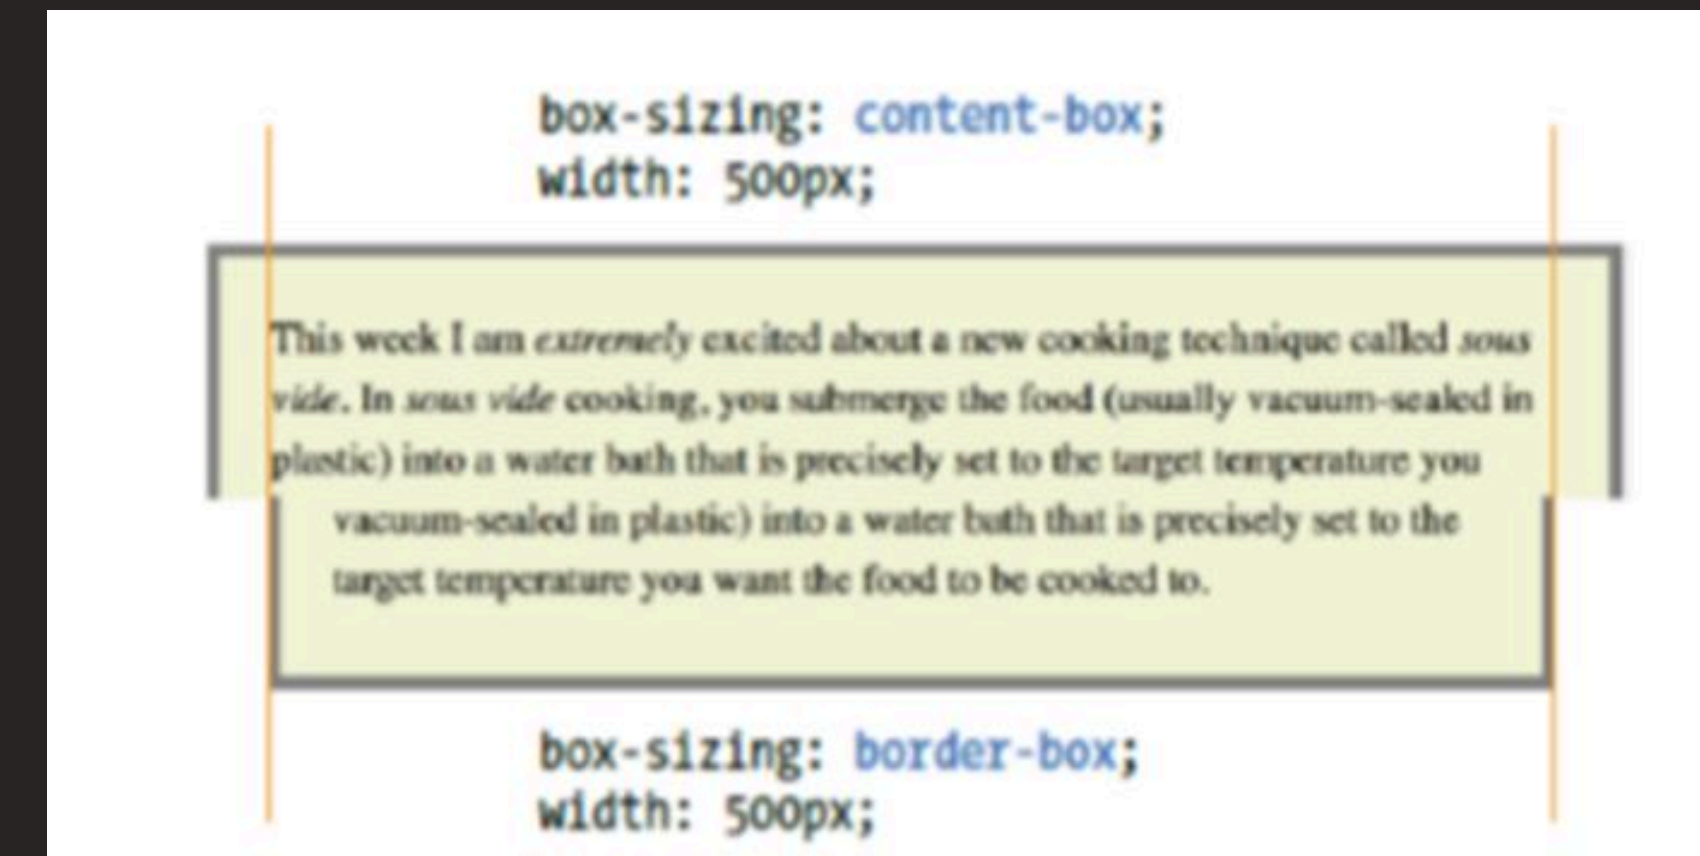 box-sizing: content-box;
width: 500px;
This week I am extremely excited about a new cooking technique called sous
vide. In sous vide cooking, you submerge the food (usually vacuum-sealed in
plastic) into a water bath that is precisely set to the target temperature you
vacuum-sealed in plastic) into a water bath that is precisely set to the
target temperature you want the food to be cooked to.
box-sizing: border-box;
width: 500px;